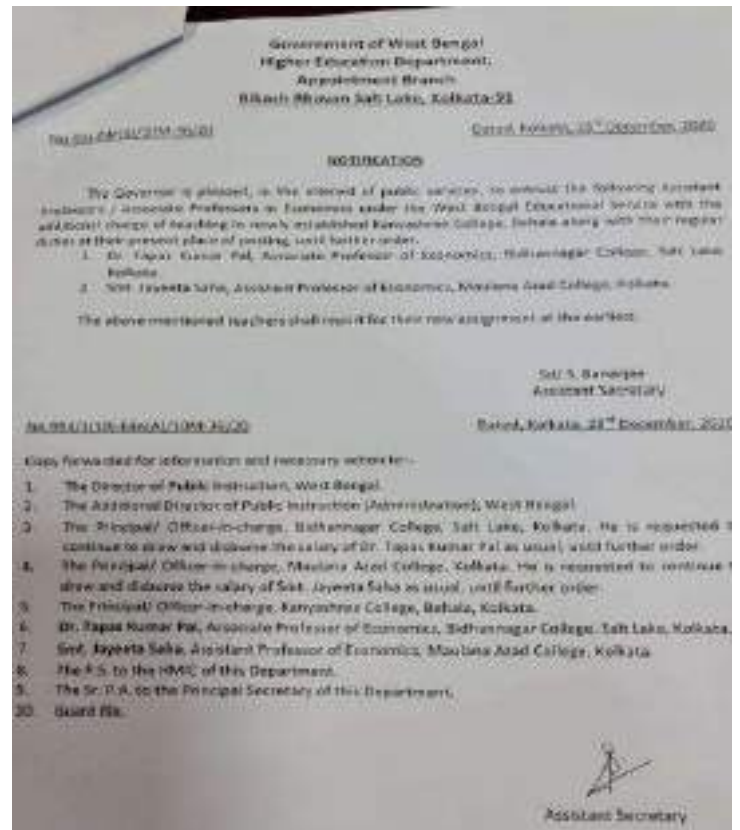 Government of West Bengal
Higher Education Department,
Appointment Branch
Bikash Bhavan Salt Lake, Kolkata-91
Dated, Kolkata, December, 2020
NOTIFICATION
The Governor is pleased, in the interest of public services, to entrust the following Assistant
Professors / Associate Professors in Economics under the West Bengal Educational Service with the
additional charge of teaching in newly established Kanyashree College, Behala along with their regular
duties at their present place of posting, until further order.
1. Dr. Tapas Kumar Pal, Associate Professor of Economics, Bidhannagar College, Salt Lake,
Kolkata.
2. Smt. Jayeeta Saha, Assistant Professor of Economics, Maulana Azad College, Kolkata.
The above mentioned teachers shall report for their new assignment at the earliest.
Sd/ S. Banerjee
Assistant Secretary
Dated, Kolkata, December, 2020
Copy forwarded for information and necessary action to:-
1. The Director of Public Instruction, West Bengal.
2. The Additional Director of Public Instruction (Administration), West Bengal
3. The Principal/ Officer-in-charge, Bidhannagar College, Salt Lake, Kolkata. He is requested
continue to draw and disburse the salary of Dr. Tapas Kumar Pal as usual, until further order.
4. The Principal/ Officer-in-charge, Maulana Azad College, Kolkata. He is requested to continue
draw and disburse the salary of Smt. Jayeeta Saha as usual, until further order.
5. The Principal/ Officer-in-charge, Kanyashree College, Behala, Kolkata.
6. Dr. Tapas Kumar Pal, Associate Professor of Economics, Bidhannagar College, Salt Lake, Kolkata.
7. Smt. Jayeeta Saha, Assistant Professor of Economics, Maulana Azad College, Kolkata
8. The P.S. to the HMIC of this Department.
9. The Sr. P.A. to the Principal Secretary of this Department.
10. Guard file.
Assistant Secretary